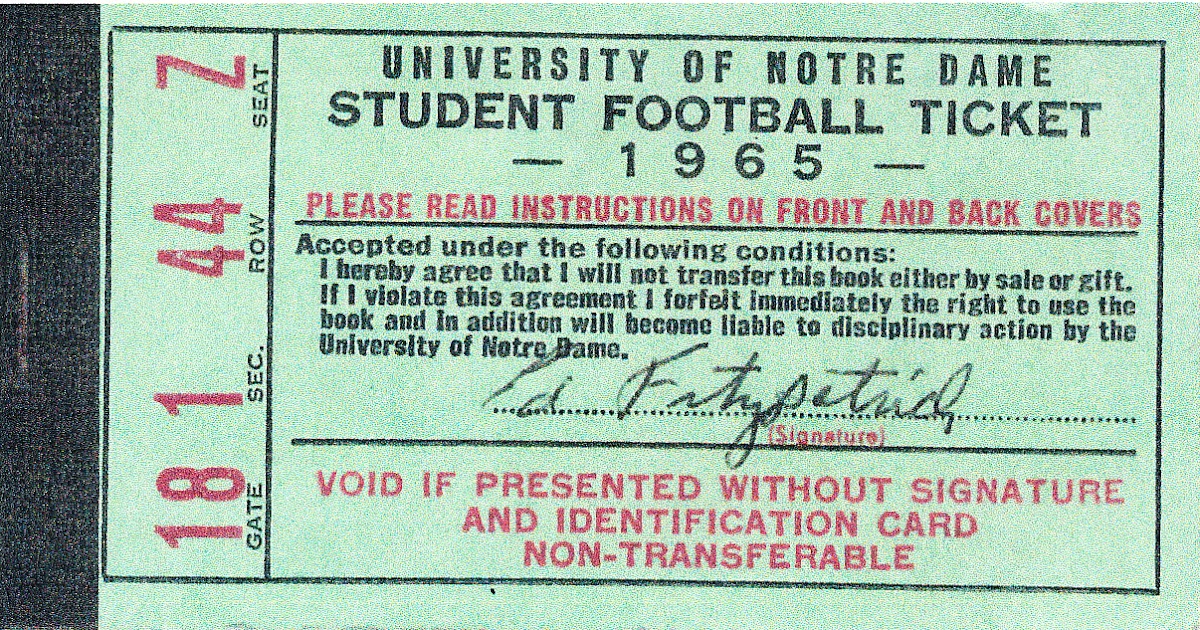 UNIVERSITY OF NOTRE DAME
STUDENT FOOTBALL TICKET
— 1965 —
PLEASE READ INSTRUCTIONS ON FRONT AND BACK COVERS
Accepted under the following conditions:
I hereby agree that I will not transfer this book either by sale or gift.
If I violate this agreement I forfeit immediately the right to use the
book and in addition will become liable to disciplinary action by the
University of Notre Dame.
Ed Fitzpatrick
(Signature)
VOID IF PRESENTED WITHOUT SIGNATURE
AND IDENTIFICATION CARD
NON-TRANSFERABLE
18 1 44 Z
GATE SEC. ROW SEAT